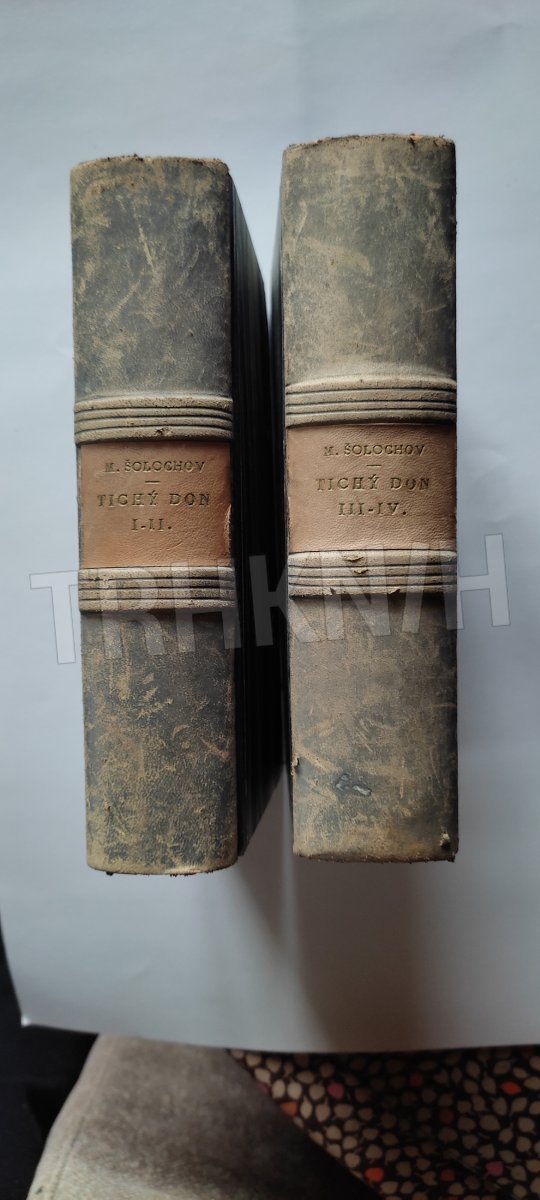 M. ŠOLOCHOV
TICHÝ DON
I-II.
M. ŠOLOCHOV
TICHÝ DON
III-IV.
TRHKNIH